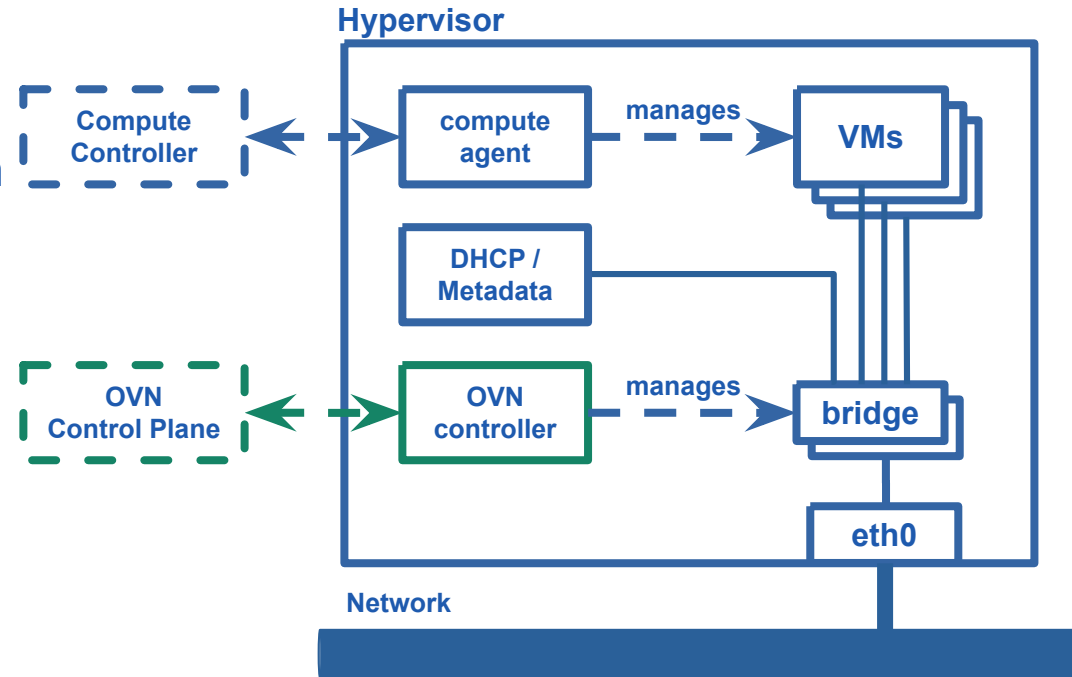 Hypervisor
Compute
Controller
compute
agent
manages
VMs
DHCP /
Metadata
OVN
Control Plane
OVN
controller
manages
bridge
eth0
Network